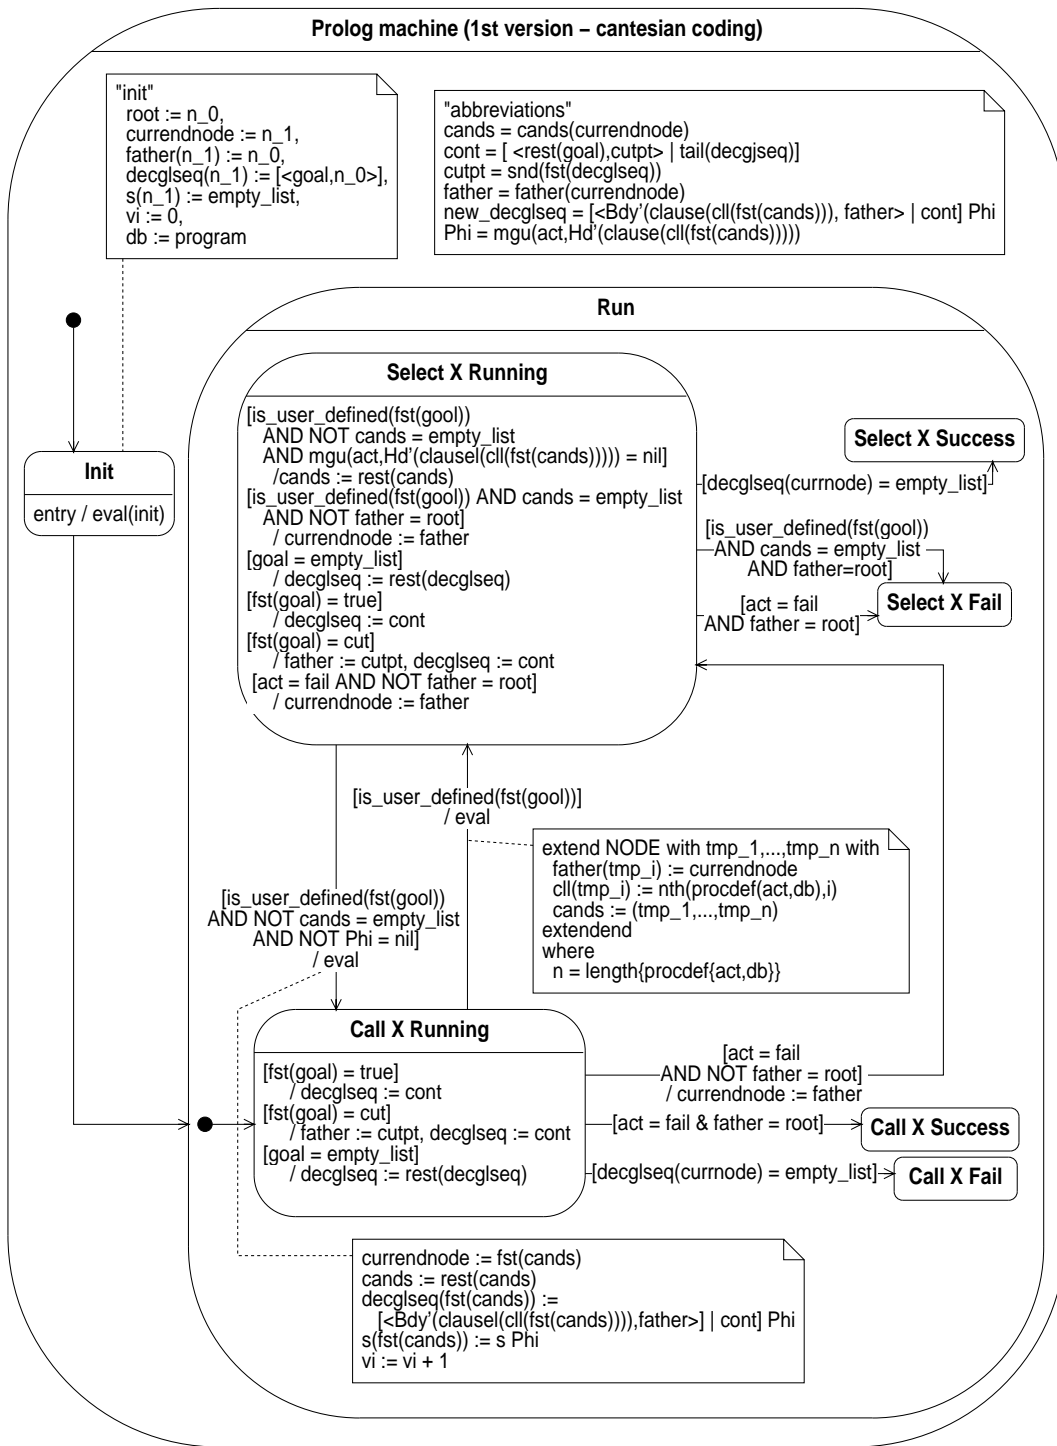 Prolog machine (1st version – cantesian coding)
"init"
root := n_0,
currendnode := n_1,
father(n_1) := n_0,
decglseq(n_1) := [<goal,n_0>],
s(n_1) := empty_list,
vi := 0,
db := program
"abbreviations"
cands = cands(currendnode)
cont = [ <rest(goal),cutpt> | tail(decgjseq)]
cutpt = snd(fst(decglseq))
father = father(currendnode)
new_decglseq = [<Bdy'(clause(cll(fst(cands))), father> | cont] Phi
Phi = mgu(act,Hd'(clause(cll(fst(cands)))))
Run
Select X Running
[is_user_defined(fst(gool))
AND NOT cands = empty_list
AND mgu(act,Hd'(clausel(cll(fst(cands))))) = nil]
/cands := rest(cands)
[is_user_defined(fst(gool)) AND cands = empty_list
AND NOT father = root]
/ currendnode := father
[goal = empty_list]
/ decglseq := rest(decglseq)
[fst(goal) = true]
/ decglseq := cont
[fst(goal) = cut]
/ father := cutpt, decglseq := cont
[act = fail AND NOT father = root]
/ currendnode := father
Select X Success
[decglseq(currnode) = empty_list]
[is_user_defined(fst(gool))
AND cands = empty_list
AND father=root]
Select X Fail
[act = fail
AND father = root]
Init
entry / eval(init)
[is_user_defined(fst(gool))]
/ eval
extend NODE with tmp_1,...,tmp_n with
father(tmp_i) := currendnode
cll(tmp_i) := nth(procdef(act,db),i)
cands := (tmp_1,...,tmp_n)
extendend
where
n = length{procdef{act,db}}
[is_user_defined(fst(gool))
AND NOT cands = empty_list
AND NOT Phi = nil]
/ eval
Call X Running
[fst(goal) = true]
/ decglseq := cont
[fst(goal) = cut]
/ father := cutpt, decglseq := cont
[goal = empty_list]
/ decglseq := rest(decglseq)
[act = fail
AND NOT father = root]
/ currendnode := father
[act = fail & father = root]
Call X Success
[decglseq(currnode) = empty_list]
Call X Fail
currendnode := fst(cands)
cands := rest(cands)
decglseq(fst(cands)) :=
[<Bdy'(clausel(cll(fst(cands)))),father>] | cont] Phi
s(fst(cands)) := s Phi
vi := vi + 1